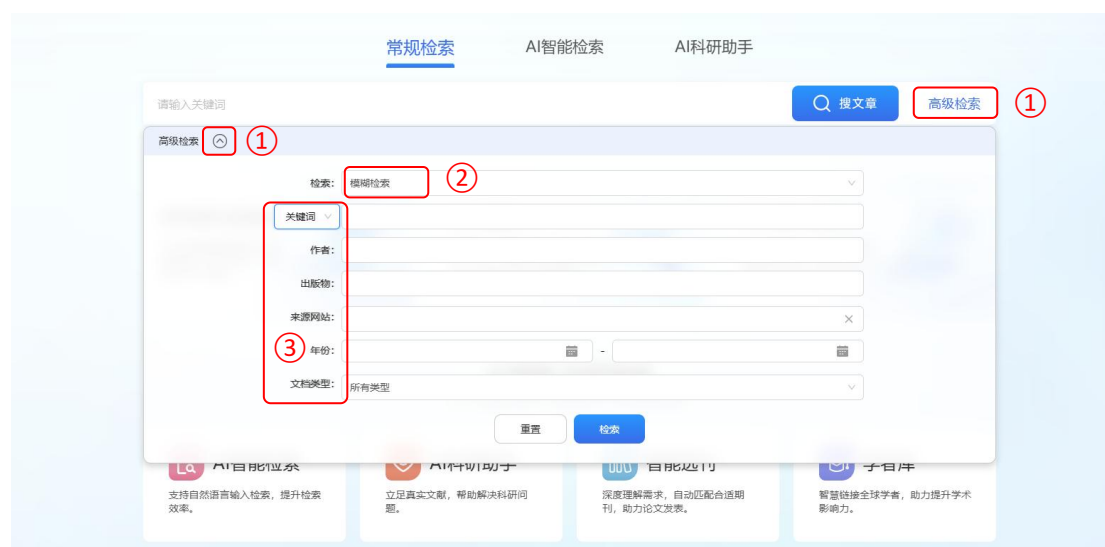 常规检索 AI智能检索 AI科研助手
请输入关键词 搜文章 高级检索 ①
高级检索 ①
检索: 模糊检索 ②
关键词
作者:
出版物:
来源网站:
③ 年份: -
文档类型: 所有类型
重置 检索
AI智能检索 AI科研助手 智能选刊 学者库
支持自然语言输入检索，提升检索 立足真实文献，帮助解决科研问 深度理解需求，自动匹配合适期 智慧链接全球学者，助力提升学术
效率。 题。 刊，助力论文发表。 影响力。